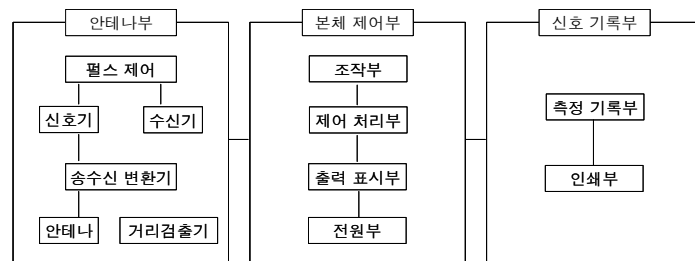 안테나부
본체 제어부
신호 기록부
펄스 제어
조작부
신호기
수신기
제어 처리부
측정 기록부
송수신 변환기
출력 표시부
인쇄부
안테나
거리검출기
전원부